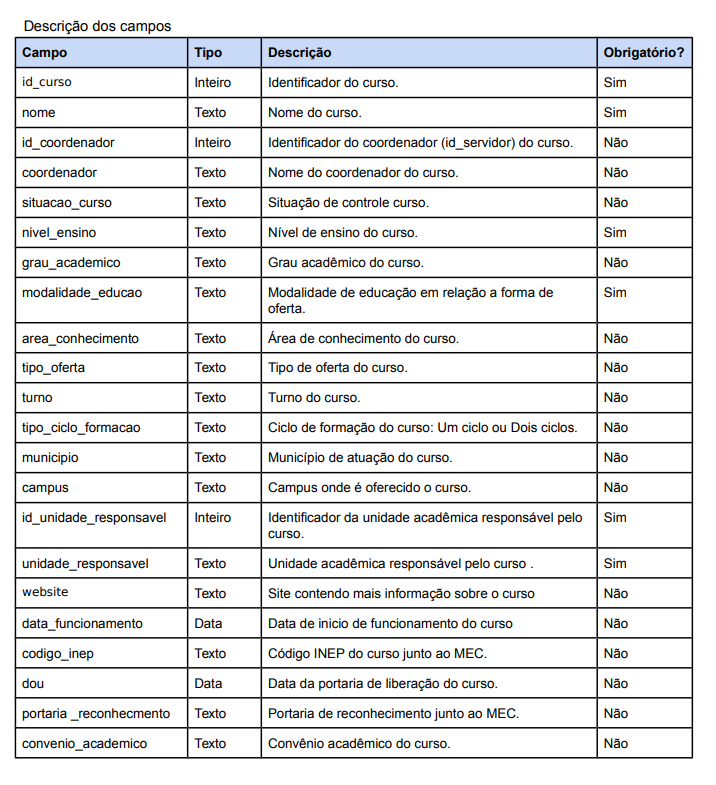 Descrição dos campos
Campo Tipo Descrição Obrigatório?
id_curso Inteiro Identificador do curso. Sim
nome Texto Nome do curso. Sim
id_coordenador Inteiro Identificador do coordenador (id_servidor) do curso. Não
coordenador Texto Nome do coordenador do curso. Não
situacao_curso Texto Situação de controle curso. Não
nivel_ensino Texto Nível de ensino do curso. Sim
grau_academico Texto Grau acadêmico do curso. Não
modalidade_educao Texto Modalidade de educação em relação a forma de Sim
oferta.
area_conhecimento Texto Área de conhecimento do curso. Não
tipo_oferta Texto Tipo de oferta do curso. Não
turno Texto Turno do curso. Não
tipo_ciclo_formacao Texto Ciclo de formação do curso: Um ciclo ou Dois ciclos. Não
municipio Texto Município de atuação do curso. Não
campus Texto Campus onde é oferecido o curso. Não
id_unidade_responsavel Inteiro Identificador da unidade acadêmica responsável pelo Sim
curso.
unidade_responsavel Texto Unidade acadêmica responsável pelo curso . Sim
website Texto Site contendo mais informação sobre o curso Não
data_funcionamento Data Data de inicio de funcionamento do curso Não
codigo_inep Texto Código INEP do curso junto ao MEC. Não
dou Data Data da portaria de liberação do curso. Não
portaria _reconhecmento Texto Portaria de reconhecimento junto ao MEC. Não
convenio_academico Texto Convênio acadêmico do curso. Não